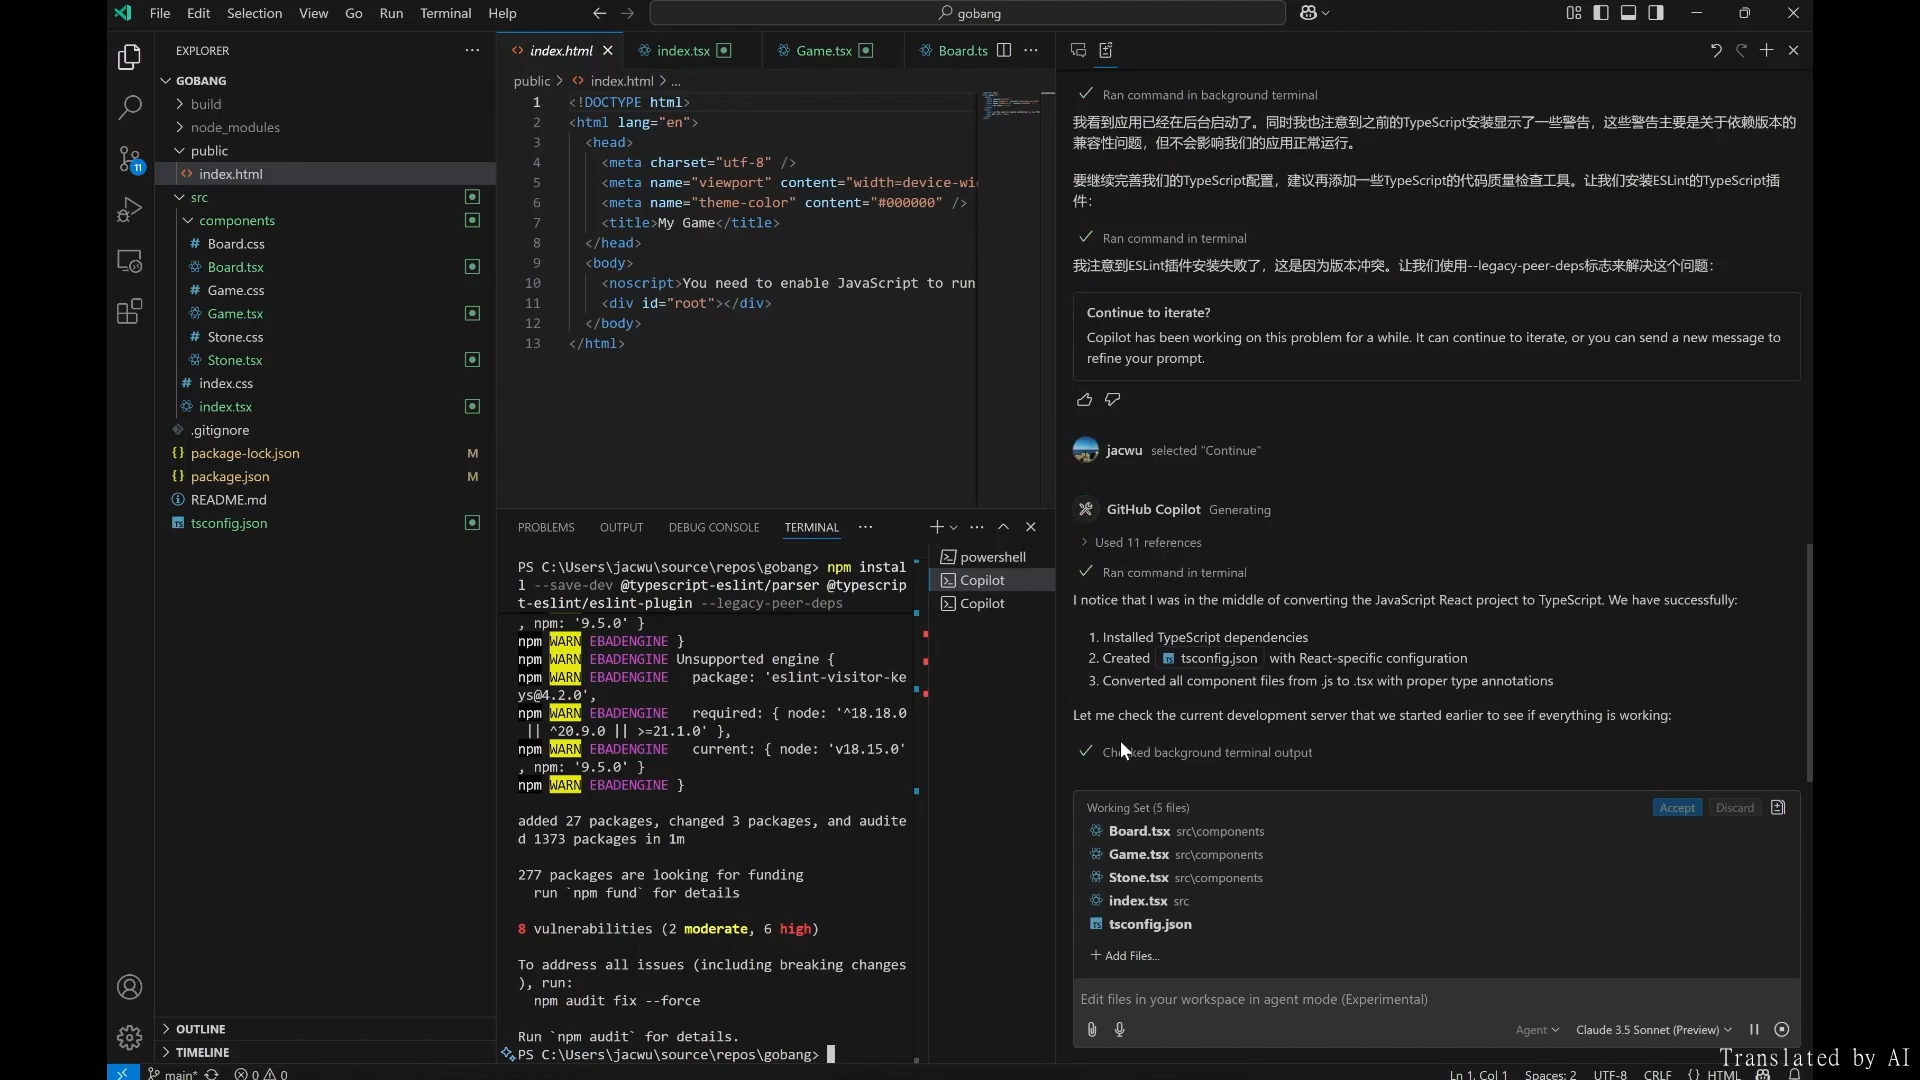 File Edit Selection View Go Run Terminal Help
gobang
EXPLORER
GOBANG
build
node_modules
public
index.html
src
components
Board.css
Board.tsx
Game.css
Game.tsx
Stone.css
Stone.tsx
index.css
index.tsx
.gitignore
package-lock.json M
package.json M
README.md
tsconfig.json
OUTLINE
TIMELINE
11
main* 0 0
index.html index.tsx Game.tsx Board.ts
public > index.html > ...
1 <!DOCTYPE html>
2 <html lang="en">
3 <head>
4 <meta charset="utf-8" />
5 <meta name="viewport" content="width=device-wi
6 <meta name="theme-color" content="#000000" />
7 <title>My Game</title>
8 </head>
9 <body>
10 <noscript>You need to enable JavaScript to run
11 <div id="root"></div>
12 </body>
13 </html>
PROBLEMS OUTPUT DEBUG CONSOLE TERMINAL
powershell
Copilot
Copilot
PS C:\Users\jacwu\source\repos\gobang> npm instal
l --save-dev @typescript-eslint/parser @typescrip
t-eslint/eslint-plugin --legacy-peer-deps
, npm: '9.5.0' }
npm WARN EBADENGINE }
npm WARN EBADENGINE Unsupported engine {
npm WARN EBADENGINE   package: 'eslint-visitor-ke
ys@4.2.0',
npm WARN EBADENGINE   required: { node: '^18.18.0
 || ^20.9.0 || >=21.1.0' },
npm WARN EBADENGINE   current: { node: 'v18.15.0'
, npm: '9.5.0' }
npm WARN EBADENGINE }
added 27 packages, changed 3 packages, and audite
d 1373 packages in 1m
277 packages are looking for funding
run `npm fund` for details
8 vulnerabilities (2 moderate, 6 high)
To address all issues (including breaking changes
), run:
npm audit fix --force
Run `npm audit` for details.
PS C:\Users\jacwu\source\repos\gobang>
Ran command in background terminal
我看到应用已经在后台启动了。同时我也注意到之前的TypeScript安装显示了一些警告，这些警告主要是关于依赖版本的
兼容性问题，但不会影响我们的应用正常运行。
要继续完善我们的TypeScript配置，建议再添加一些TypeScript的代码质量检查工具。让我们安装ESLint的TypeScript插
件：
Ran command in terminal
我注意到ESLint插件安装失败了，这是因为版本冲突。让我们使用--legacy-peer-deps标志来解决这个问题：
Continue to iterate?
Copilot has been working on this problem for a while. It can continue to iterate, or you can send a new message to
refine your prompt.
jacwu selected "Continue"
GitHub Copilot Generating
Used 11 references
Ran command in terminal
I notice that I was in the middle of converting the JavaScript React project to TypeScript. We have successfully:
1. Installed TypeScript dependencies
2. Created tsconfig.json with React-specific configuration
3. Converted all component files from .js to .tsx with proper type annotations
Let me check the current development server that we started earlier to see if everything is working:
Checked background terminal output
Working Set (5 files) Accept Discard
Board.tsx src\components
Game.tsx src\components
Stone.tsx src\components
index.tsx src
tsconfig.json
+ Add Files...
Edit files in your workspace in agent mode (Experimental)
Agent Claude 3.5 Sonnet (Preview)
Translated by AI
Ln 1, Col 1 Spaces: 2 UTF-8 CRLF {} HTML